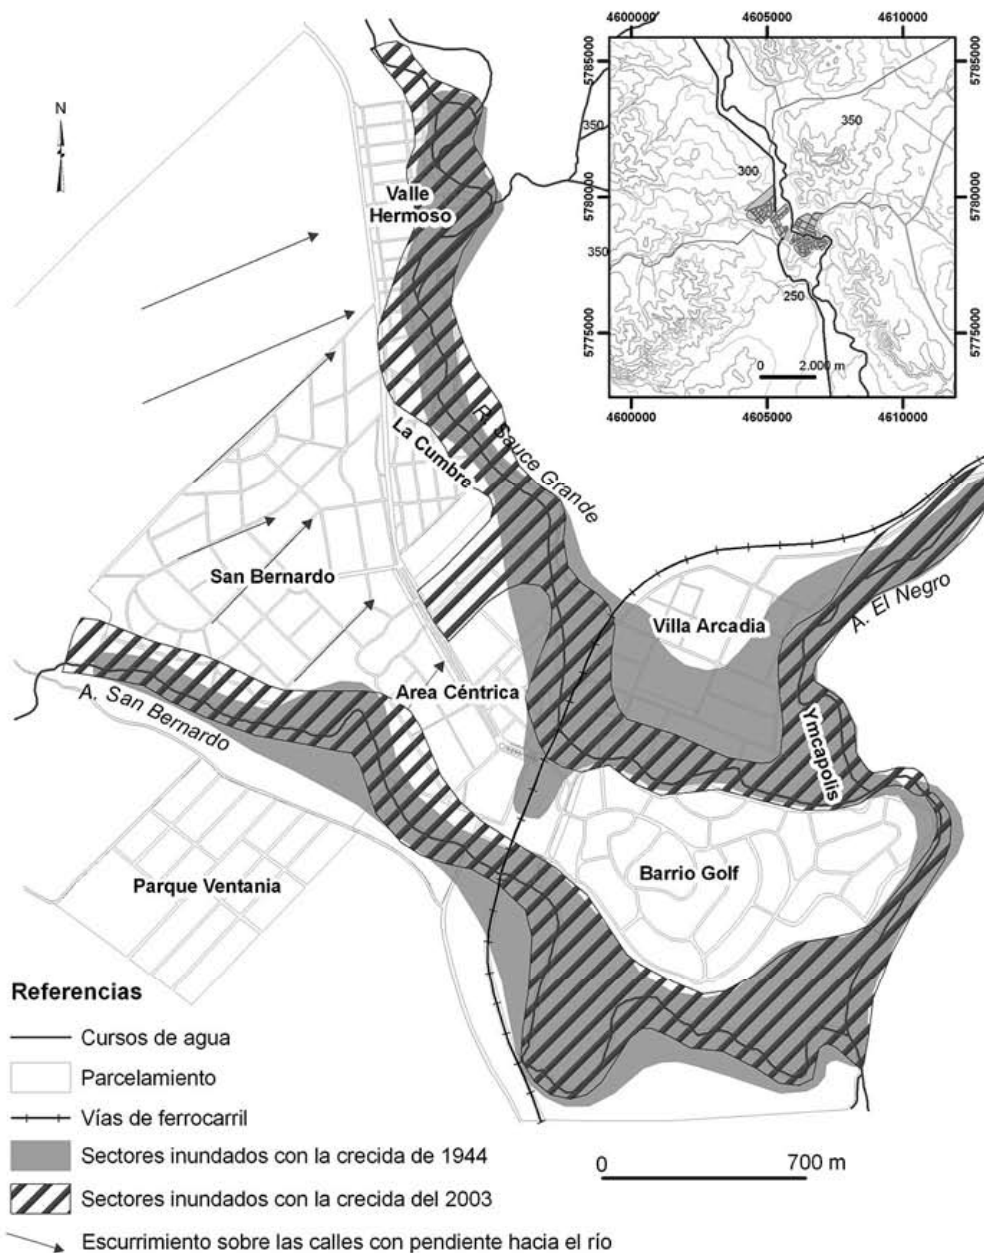 4600000
4605000
4610000
5785000
5785000
N
350
350
300
Valle
Hermoso
5780000
5780000
350
250
5775000
5775000
0
2.000 m
4600000
4605000
4610000
La Cumbre
R. Sauce Grande
San Bernardo
Villa Arcadia
A. El Negro
Area Céntrica
A. San Bernardo
Ymcapolis
Parque Ventania
Barrio Golf
Referencias
Cursos de agua
Parcelamiento
Vías de ferrocarril
Sectores inundados con la crecida de 1944
0
700 m
Sectores inundados con la crecida del 2003
Escurrimiento sobre las calles con pendiente hacia el río